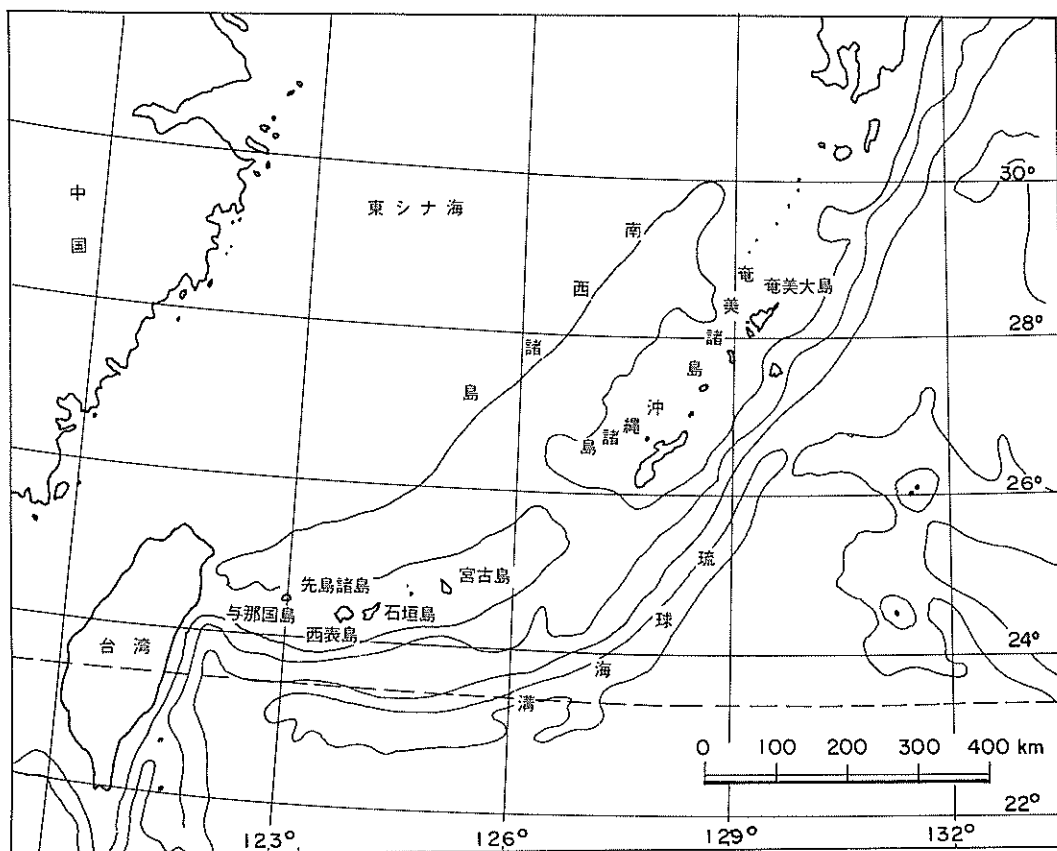 中国
東シナ海
南西諸島
奄美諸島
奄美大島
沖縄諸島
30°
28°
26°
先島諸島
宮古島
与那国島
石垣島
西表島
台湾
琉球海溝
24°
0 100 200 300 400 km
22°
123° 126° 129° 132°